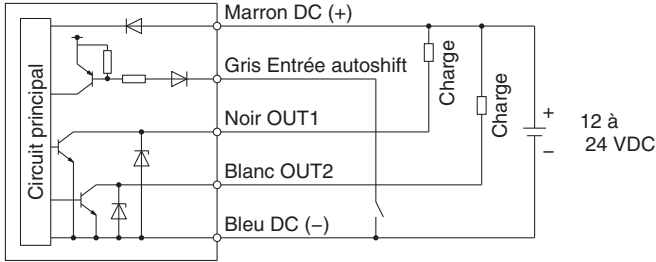 Marron DC (+)
Gris Entrée autoshift
Noir OUT1
Blanc OUT2
Bleu DC (−)
Circuit principal
Charge
Charge
+
−
12 à
24 VDC